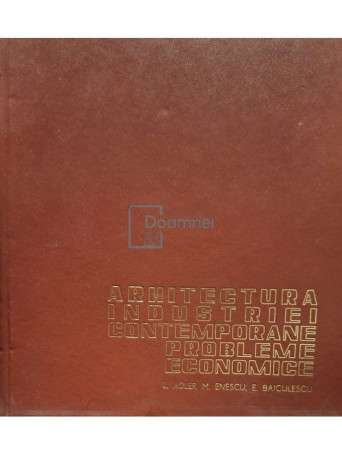 Doamnei
ARHITECTURA
INDUSTRIEI
CONTEMPORANE
PROBLEME
ECONOMICE
L. ADLER, M. ENESCU, E. BAICULESCU